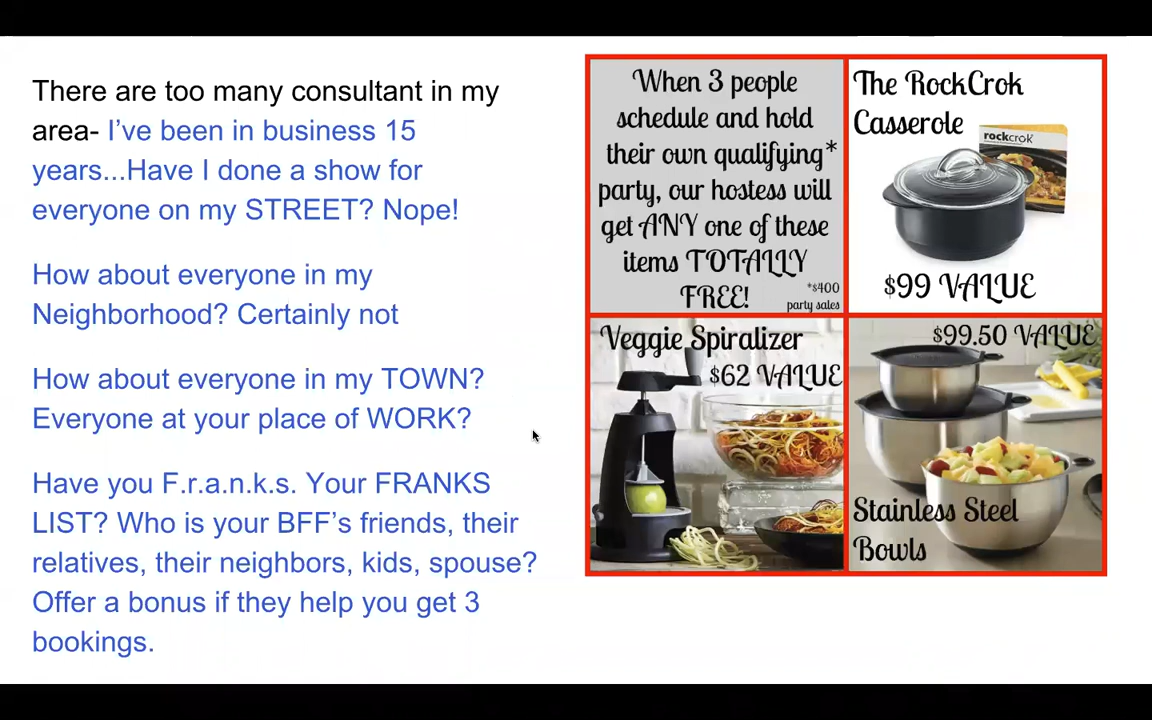 There are too many consultant in my
area- I've been in business 15
years...Have I done a show for
everyone on my STREET? Nope!
How about everyone in my
Neighborhood? Certainly not
How about everyone in my TOWN?
Everyone at your place of WORK?
Have you F.r.a.n.k.s. Your FRANKS
LIST? Who is your BFF's friends, their
relatives, their neighbors, kids, spouse?
Offer a bonus if they help you get 3
bookings.
When 3 people
schedule and hold
their own qualifying*
party, our hostess will
get ANY one of these
items TOTALLY
FREE!
*$400
party sales
The RockCrok
Casserole
rockcrok
$99 VALUE
Veggie Spiralizer
$62 VALUE
$99.50 VALUE
Stainless Steel
Bowls